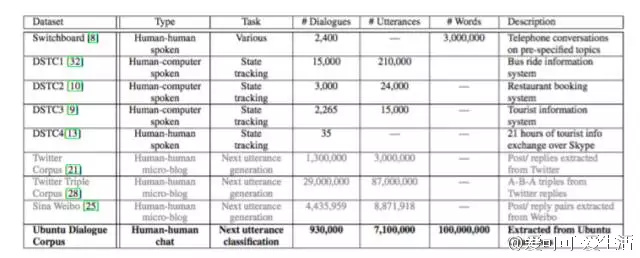 Dataset Type Task # Dialogues # Utterances # Words Description
Switchboard [8] Human-human Various 2,400 — 3,000,000 Telephone conversations
spoken on pre-specified topics
DSTC1 [32] Human-computer State 15,000 210,000 — Bus ride information
spoken tracking system
DSTC2 [10] Human-computer State 3,000 24,000 — Restaurant booking
spoken tracking system
DSTC3 [9] Human-computer State 2,265 15,000 — Tourist information
spoken tracking system
DSTC4[13] Human-human State 35 — — 21 hours of tourist info
spoken tracking exchange over Skype
Twitter Human-human Next utterance 1,300,000 3,000,000 — Post/ replies extracted
Corpus [21] micro-blog generation from Twitter
Twitter Triple Human-human Next utterance 29,000,000 87,000,000 — A-B-A triples from
Corpus [28] micro-blog generation Twitter replies
Sina Weibo [25] Human-human Next utterance 4,435,959 8,871,918 — Post/ reply pairs extracted
micro-blog generation from Weibo
Ubuntu Dialogue Human-human Next utterance 930,000 7,100,000 100,000,000 Extracted from Ubuntu
Corpus chat classification
@爱可可-爱生活